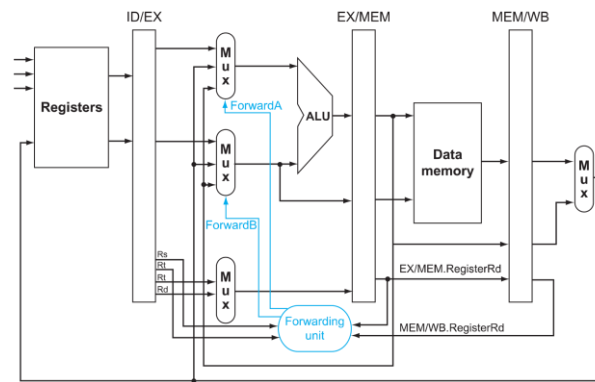 ID/EX
EX/MEM
MEM/WB
Registers
M
u
x
ForwardA
ALU
M
u
x
Data
memory
M
u
x
ForwardB
Rs
Rt
Rt
Rd
M
u
x
EX/MEM.RegisterRd
Forwarding
unit
MEM/WB.RegisterRd